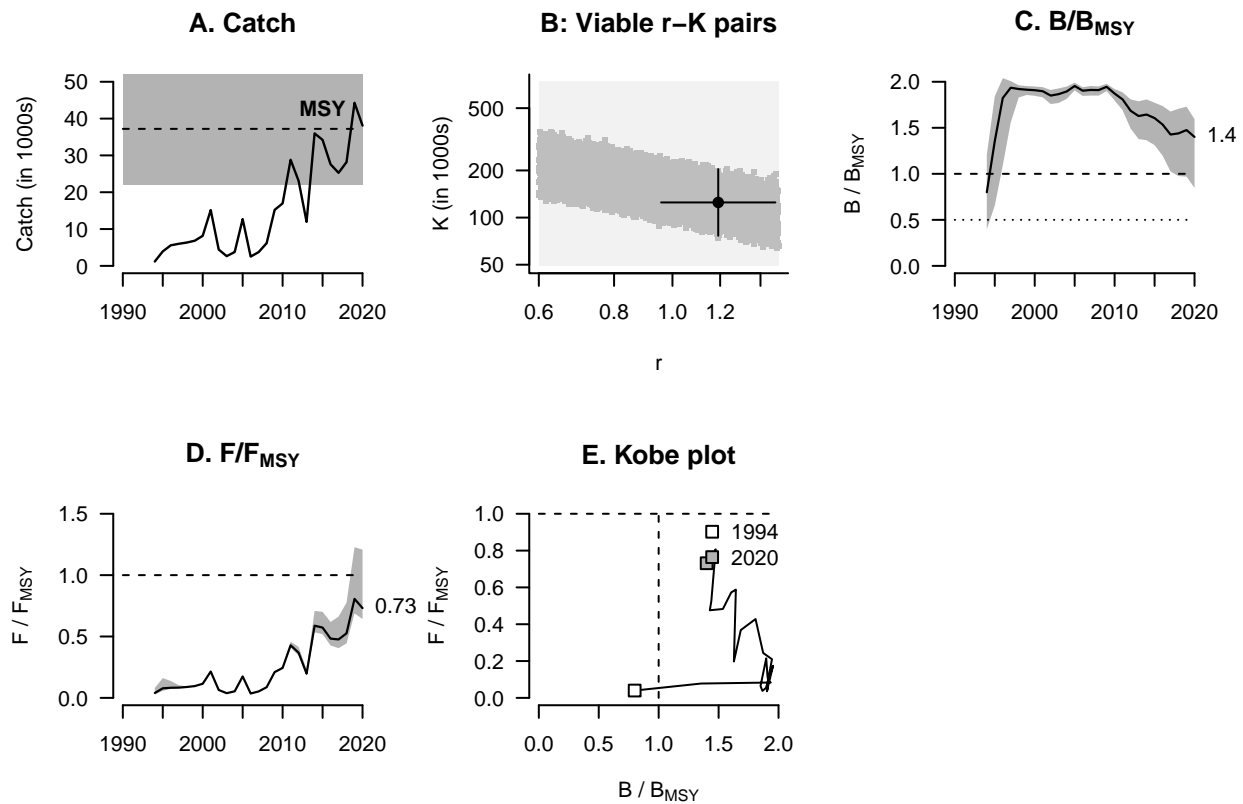 A. Catch
Catch (in 1000s)
50
40
30
20
10
0
MSY
1990 2000 2010 2020
B: Viable r−K pairs
K (in 1000s)
500
200
100
50
0.6 0.8 1.0 1.2
r
C. B/BMSY
B / BMSY
2.0
1.5
1.0
0.5
0.0
1.4
1990 2000 2010 2020
D. F/FMSY
F / FMSY
1.5
1.0
0.5
0.0
0.73
1990 2000 2010 2020
E. Kobe plot
F / FMSY
1.0
0.8
0.6
0.4
0.2
0.0
1994
2020
0.0 0.5 1.0 1.5 2.0
B / BMSY